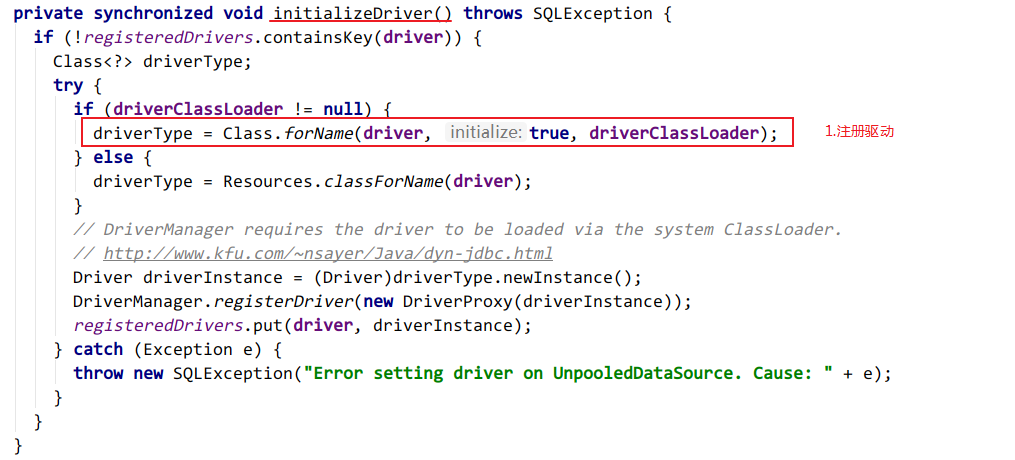 private synchronized void initializeDriver() throws SQLException {
if (!registeredDrivers.containsKey(driver)) {
Class<?> driverType;
try {
if (driverClassLoader != null) {
driverType = Class.forName(driver, initialize: true, driverClassLoader); 1.注册驱动
} else {
driverType = Resources.classForName(driver);
}
// DriverManager requires the driver to be loaded via the system ClassLoader.
// http://www.kfu.com/~nsayer/Java/dyn-jdbc.html
Driver driverInstance = (Driver)driverType.newInstance();
DriverManager.registerDriver(new DriverProxy(driverInstance));
registeredDrivers.put(driver, driverInstance);
} catch (Exception e) {
throw new SQLException("Error setting driver on UnpooledDataSource. Cause: " + e);
}
}
}